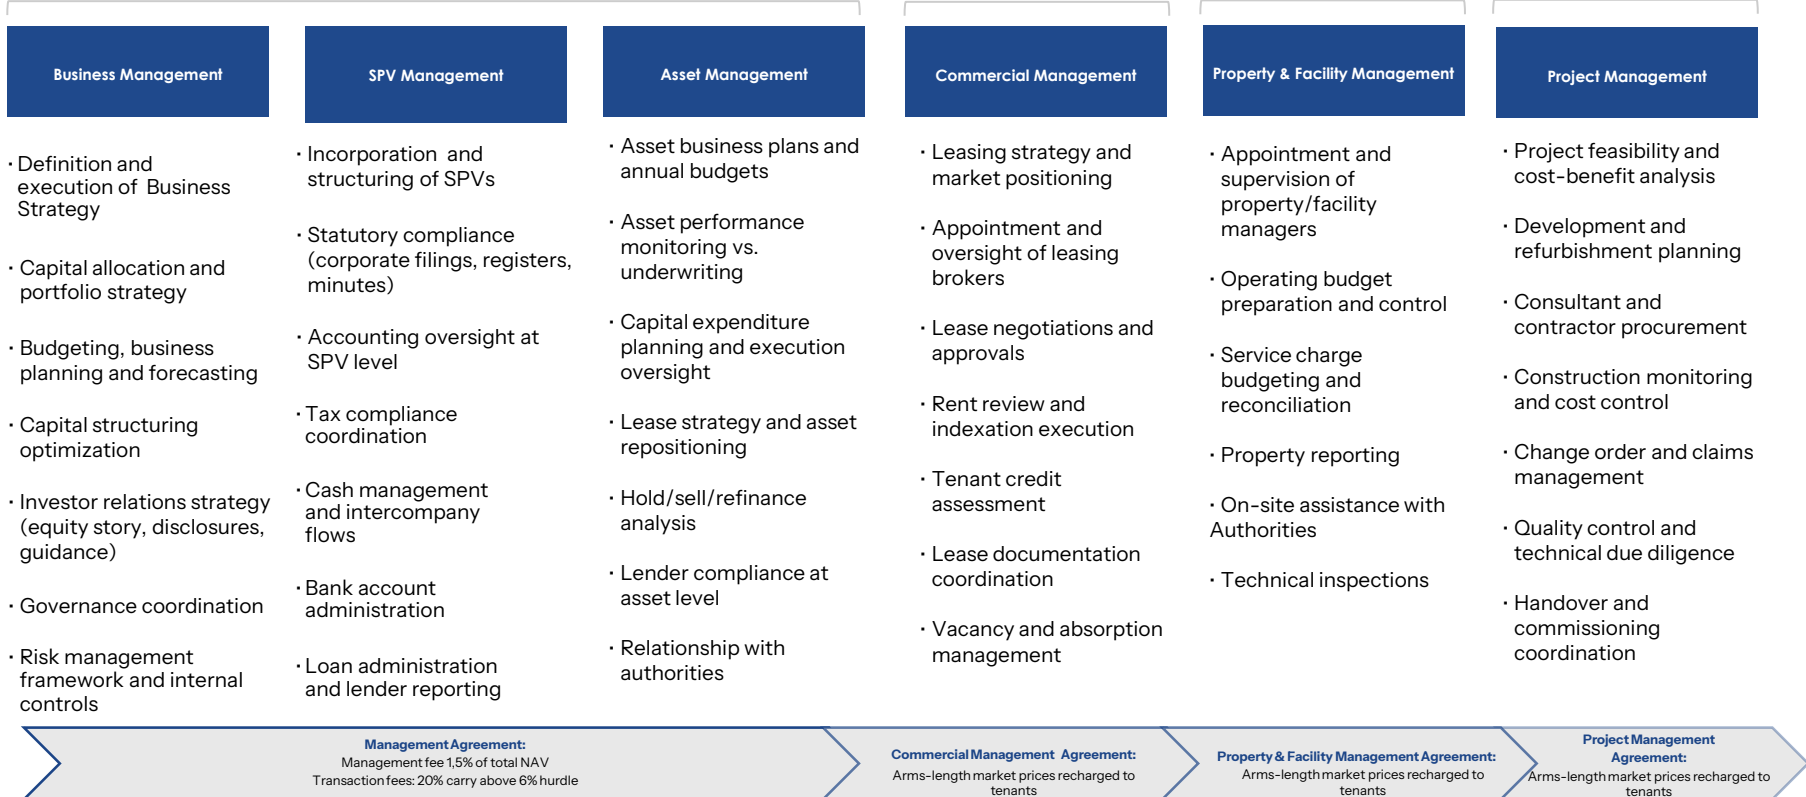 Business Management
· Definition and
execution of Business
Strategy
· Capital allocation and
portfolio strategy
· Budgeting, business
planning and forecasting
· Capital structuring
optimization
· Investor relations strategy
(equity story, disclosures,
guidance)
· Governance coordination
· Risk management
framework and internal
controls
SPV Management
· Incorporation and
structuring of SPVs
· Statutory compliance
(corporate filings, registers,
minutes)
· Accounting oversight at
SPV level
· Tax compliance
coordination
· Cash management
and intercompany
flows
· Bank account
administration
· Loan administration
and lender reporting
Asset Management
· Asset business plans and
annual budgets
· Asset performance
monitoring vs.
underwriting
· Capital expenditure
planning and execution
oversight
· Lease strategy and asset
repositioning
· Hold/sell/refinance
analysis
· Lender compliance at
asset level
· Relationship with
authorities
Commercial Management
· Leasing strategy and
market positioning
· Appointment and
oversight of leasing
brokers
· Lease negotiations and
approvals
· Rent review and
indexation execution
· Tenant credit
assessment
· Lease documentation
coordination
· Vacancy and absorption
management
Property & Facility Management
· Appointment and
supervision of
property/facility
managers
· Operating budget
preparation and control
· Service charge
budgeting and
reconciliation
· Property reporting
· On-site assistance with
Authorities
· Technical inspections
Project Management
· Project feasibility and
cost-benefit analysis
· Development and
refurbishment planning
· Consultant and
contractor procurement
· Construction monitoring
and cost control
· Change order and claims
management
· Quality control and
technical due diligence
· Handover and
commissioning
coordination
Management Agreement:
Management fee 1,5% of total NAV
Transaction fees: 20% carry above 6% hurdle
Commercial Management Agreement:
Arms-length market prices recharged to
tenants
Property & Facility Management Agreement:
Arms-length market prices recharged to
tenants
Project Management
Agreement:
Arms-length market prices recharged to
tenants